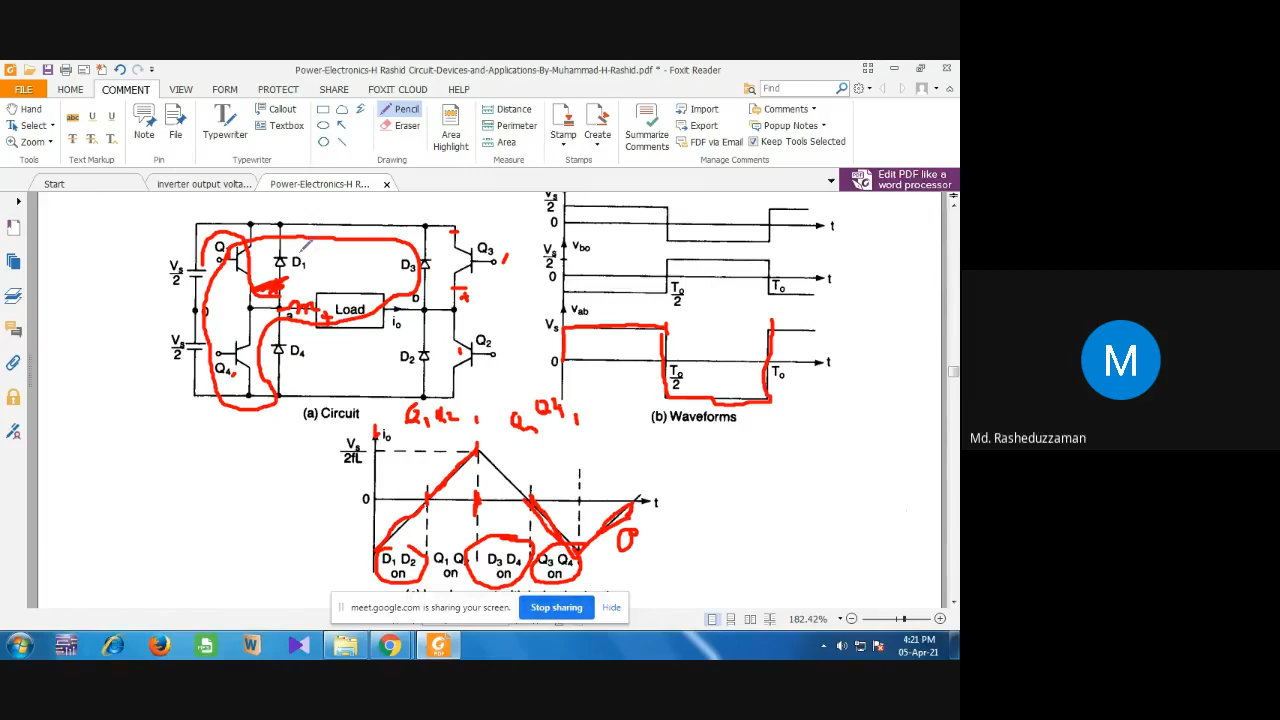 Power-Electronics-H Rashid Circuit-Devices-and-Applications-By-Muhammad-H-Rashid.pdf * - Foxit Reader
FILE HOME COMMENT VIEW FORM PROTECT SHARE FOXIT CLOUD HELP
Find
Hand
Select
Zoom
Tools
Text Markup
Note
File
Pin
Typewriter
Callout
Textbox
Typewriter
Pencil
Eraser
Drawing
Area Highlight
Distance
Perimeter
Area
Measure
Stamp
Create
Stamps
Summarize Comments
Import
Export
PDF via Email
Comments
Popup Notes
Keep Tools Selected
Manage Comments
Start
inverter output volta...
Power-Electronics-H R...
Edit PDF like a word processor
Vs/2
Vs/2
Q
D1
D3
Q3
a
Load
b
io
Q4
D4
D2
Q2
(a) Circuit
Vs/2
0
t
vbo
Vs/2
0
To/2
To
t
vab
Vs
0
To/2
To
t
(b) Waveforms
Q1 Q2
io
Vs/2fL
0
t
D1 D2 on
Q1 Q on
D3 D4 on
Q3 Q4 on
meet.google.com is sharing your screen.
Stop sharing
Hide
182.42%
4:21 PM
05-Apr-21
M
Md. Rasheduzzaman